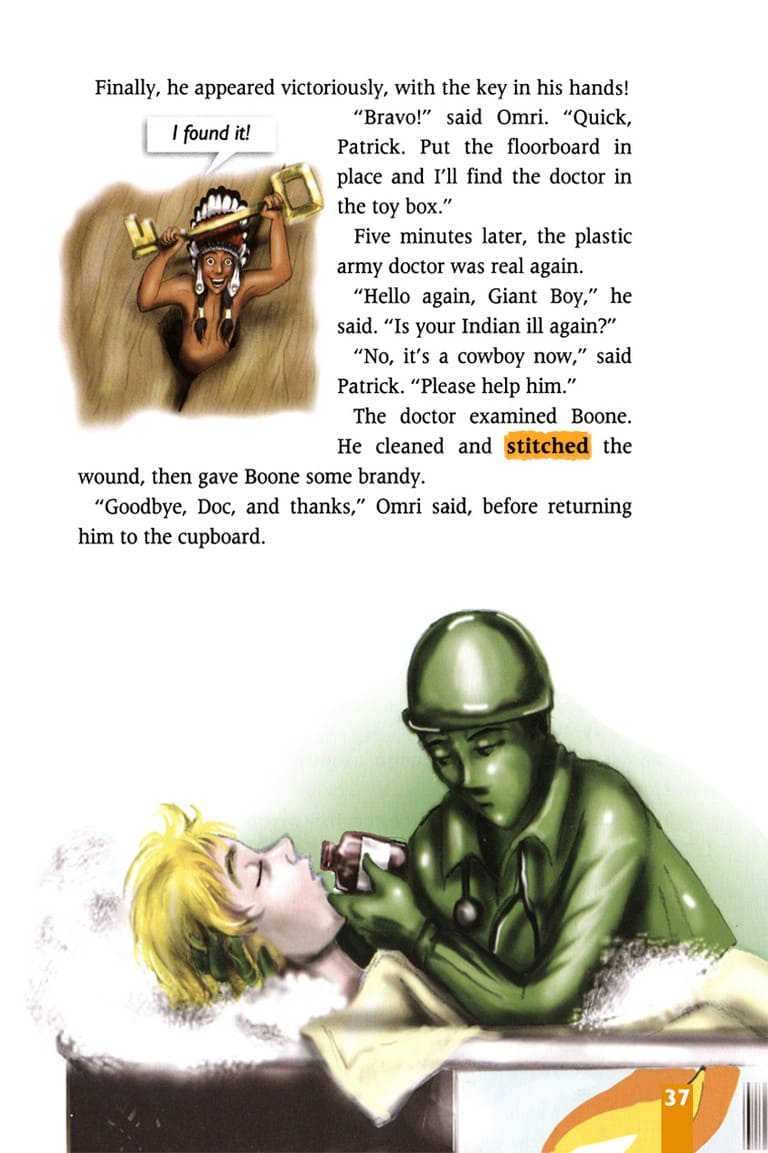 Finally, he appeared victoriously, with the key in his hands!
I found it!
“Bravo!” said Omri. “Quick,
Patrick. Put the floorboard in
place and I’ll find the doctor in
the toy box.”
Five minutes later, the plastic
army doctor was real again.
“Hello again, Giant Boy,” he
said. “Is your Indian ill again?”
“No, it’s a cowboy now,” said
Patrick. “Please help him.”
The doctor examined Boone.
He cleaned and stitched the
wound, then gave Boone some brandy.
“Goodbye, Doc, and thanks,” Omri said, before returning
him to the cupboard.
37